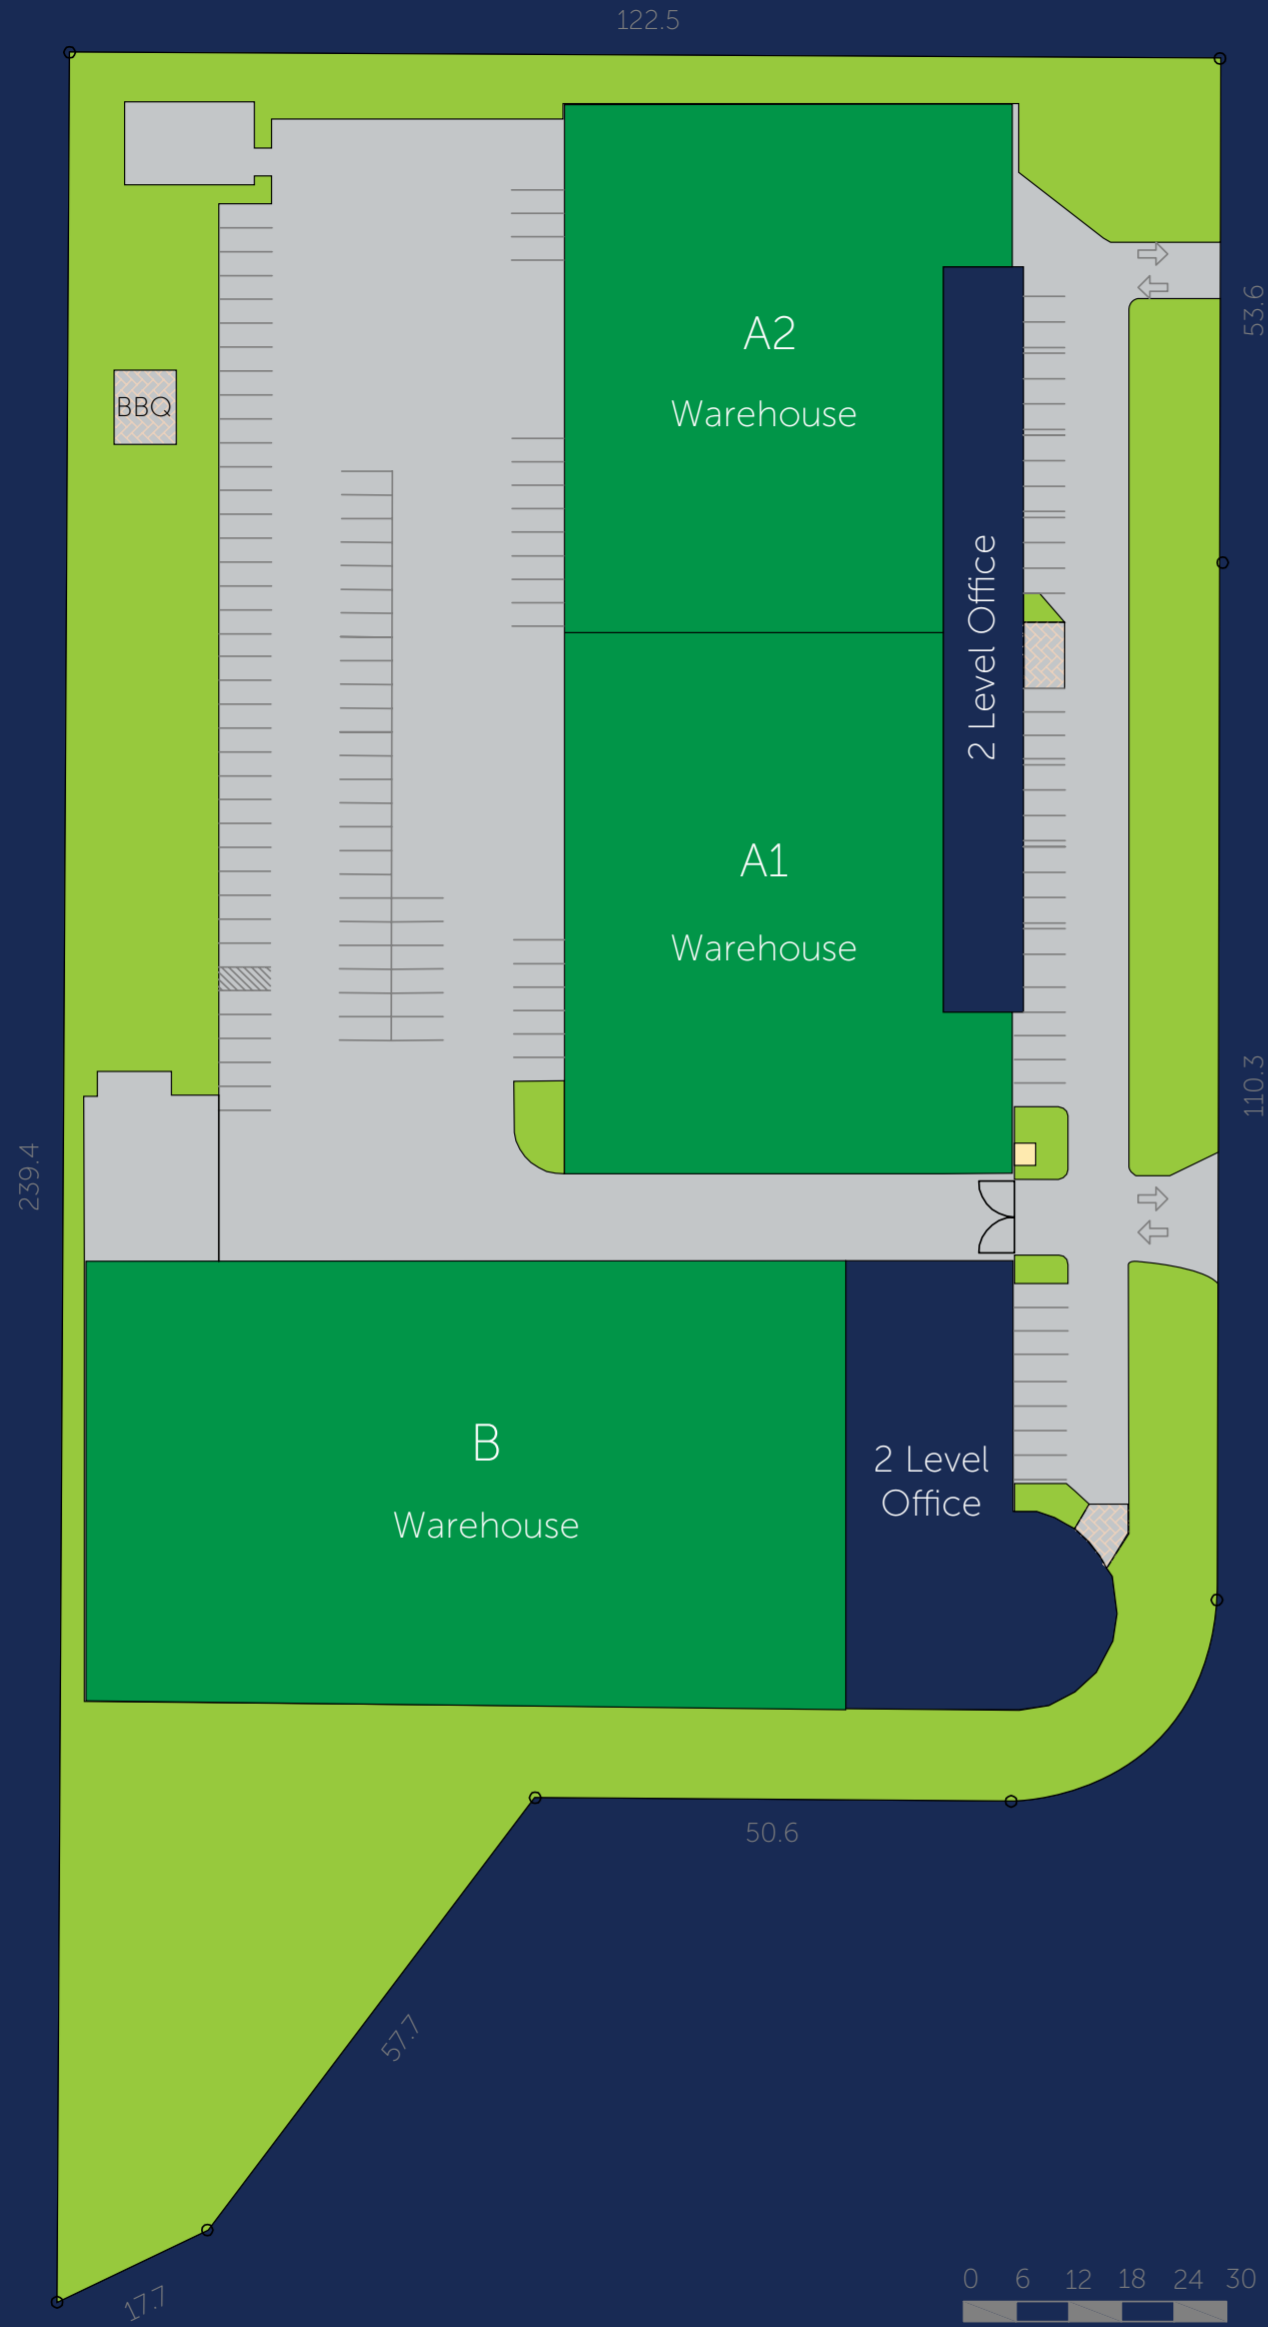 122.5
53.6
A2
Warehouse
BBQ
2 Level Office
A1
Warehouse
110.3
239.4
B
Warehouse
2 Level
Office
50.6
57.7
17.7
0 6 12 18 24 30